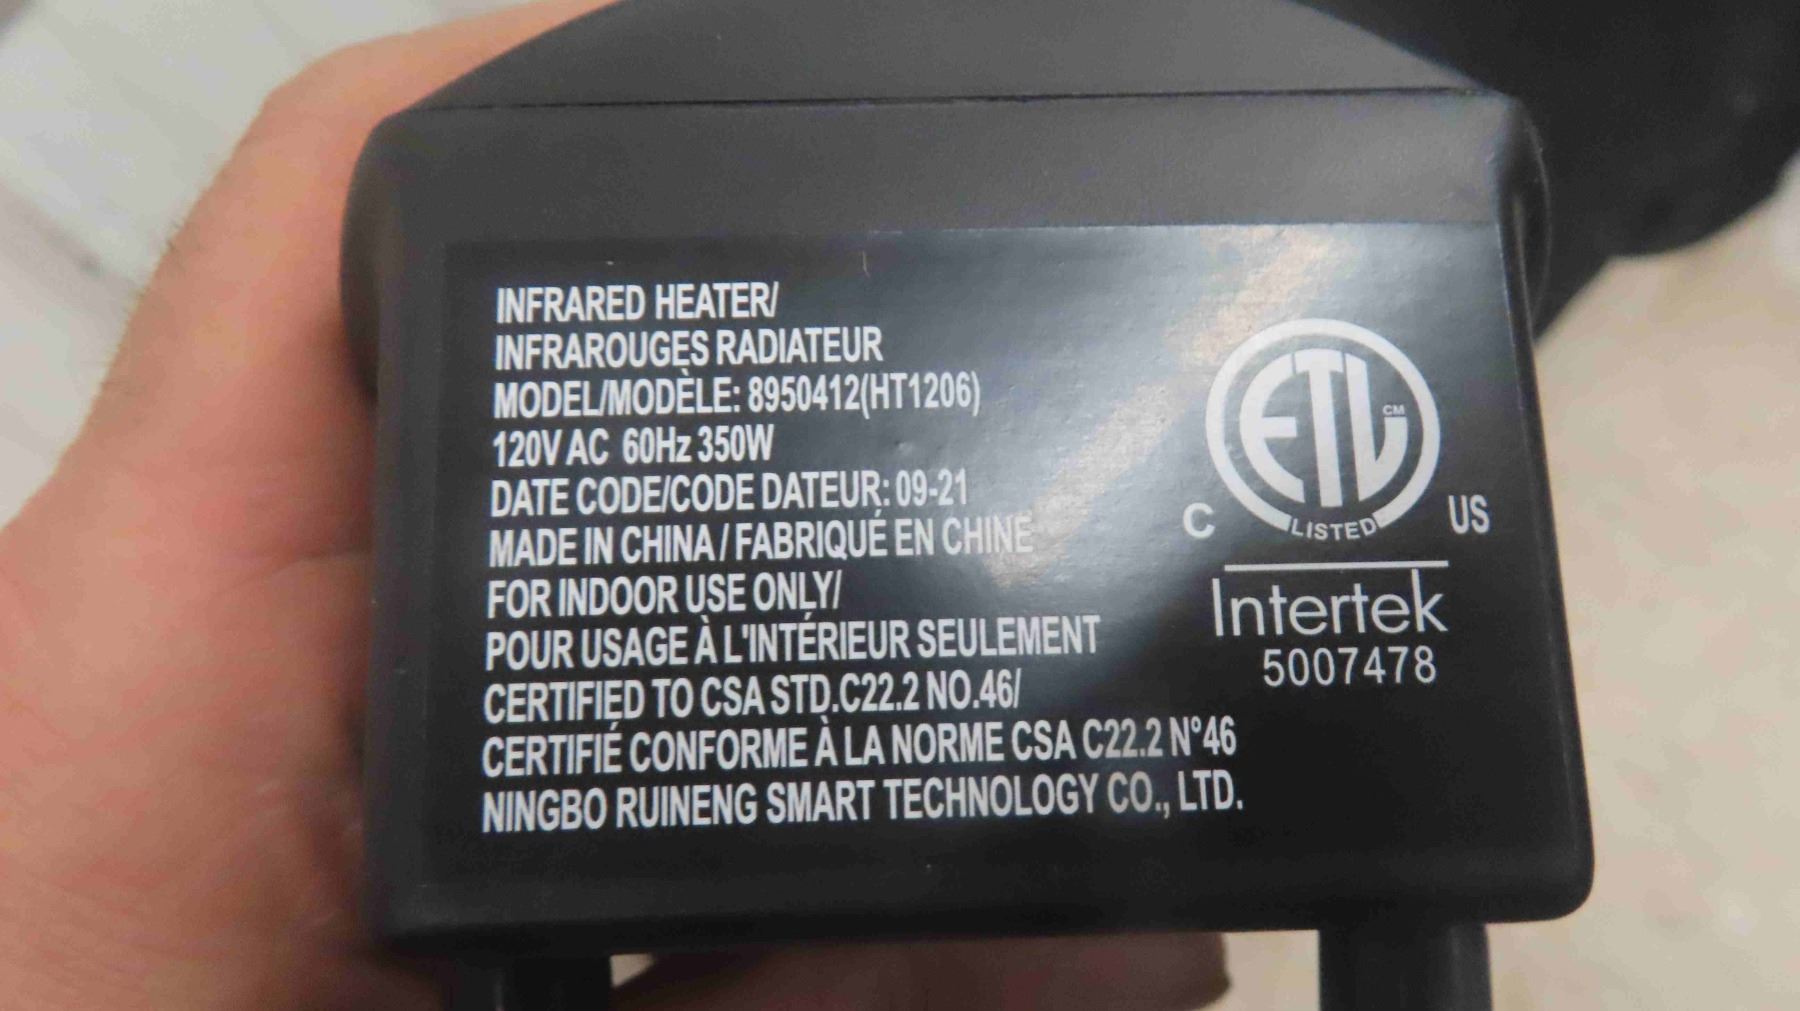 INFRARED HEATER/
INFRAROUGES RADIATEUR
MODEL/MODÈLE: 8950412(HT1206)
120V AC 60Hz 350W
DATE CODE/CODE DATEUR: 09-21
MADE IN CHINA / FABRIQUÉ EN CHINE
FOR INDOOR USE ONLY/
POUR USAGE À L'INTÉRIEUR SEULEMENT
CERTIFIED TO CSA STD.C22.2 NO.46/
CERTIFIÉ CONFORME À LA NORME CSA C22.2 N°46
NINGBO RUINENG SMART TECHNOLOGY CO., LTD.
ETL CM
C LISTED US
Intertek
5007478